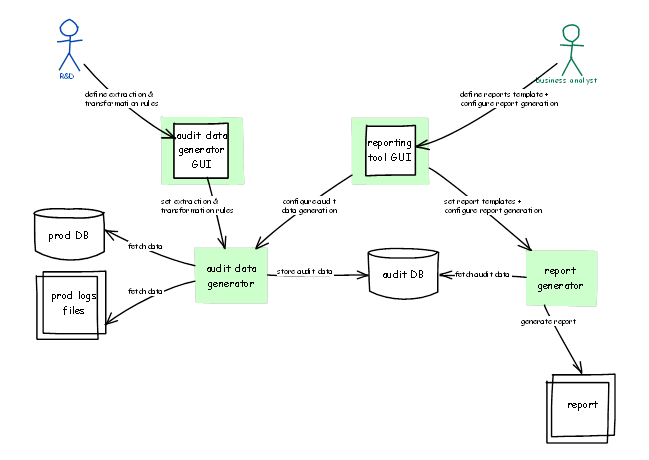 R&D
business analyst
define extraction &
transformation rules
define reports template +
configure report generation
audit data
generator
GUI
reporting
tool GUI
set extraction &
transformation rules
configure audit
data generation
set report templates +
configure report generation
prod DB
fetch data
audit data
generator
store audit data
audit DB
fetch audit data
report
generator
prod logs
files
fetch data
generate report
report